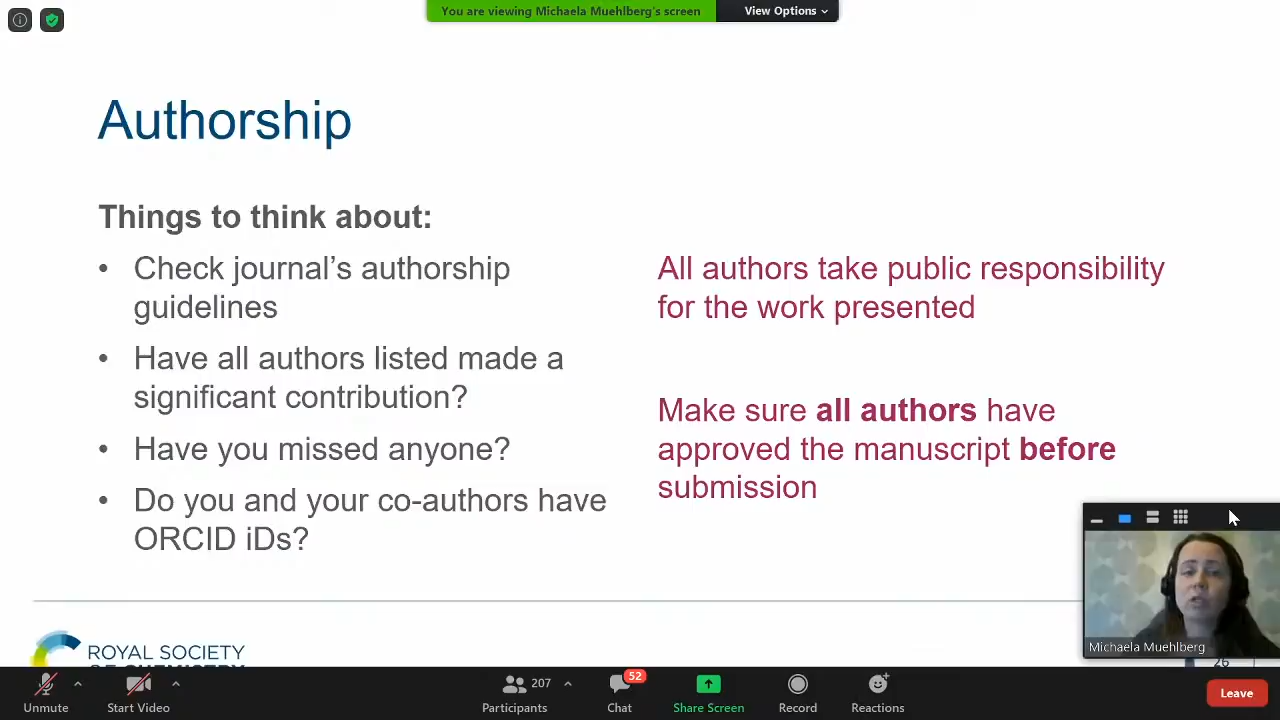 You are viewing Michaela Muehlberg's screen
View Options
Authorship
Things to think about:
• Check journal's authorship
guidelines
• Have all authors listed made a
significant contribution?
• Have you missed anyone?
• Do you and your co-authors have
ORCID iDs?
All authors take public responsibility
for the work presented
Make sure all authors have
approved the manuscript before
submission
Michaela Muehlberg
ROYAL SOCIETY
OF CHEMISTRY
26
Unmute
Start Video
207
Participants
52
Chat
Share Screen
Record
Reactions
Leave